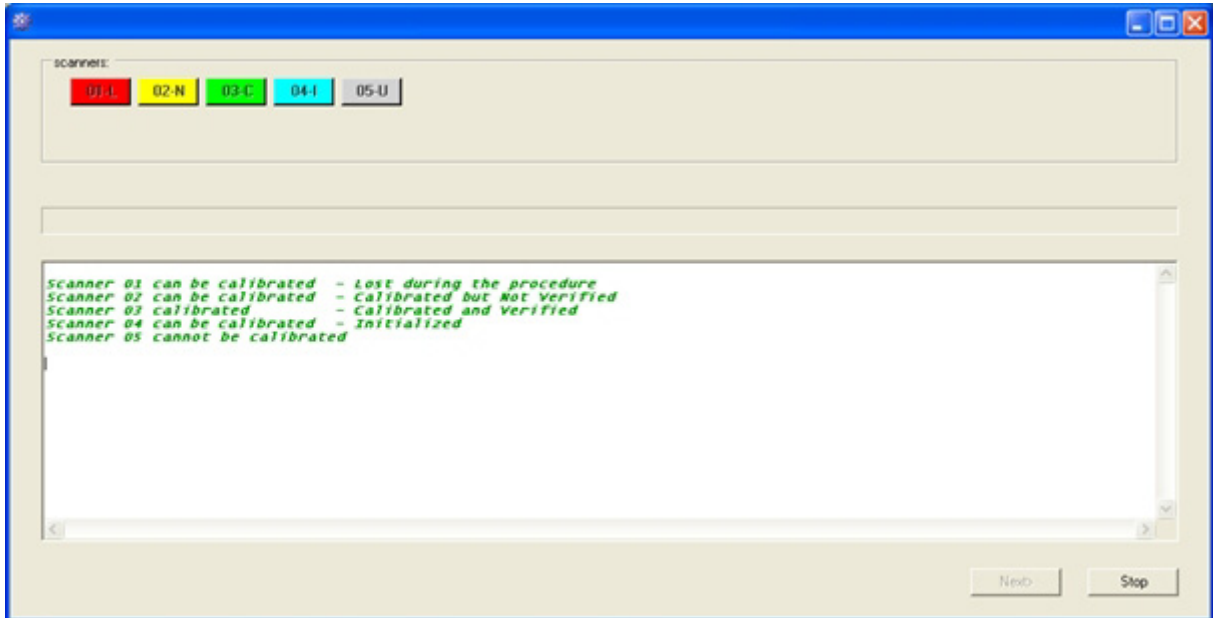 scanners:
01-L 02-N 03-C 04-I 05-U
Scanner 01 can be calibrated - Lost during the procedure
Scanner 02 can be calibrated - Calibrated but Not Verified
Scanner 03 calibrated - Calibrated and Verified
Scanner 04 can be calibrated - Initialized
Scanner 05 cannot be calibrated
Next> Stop